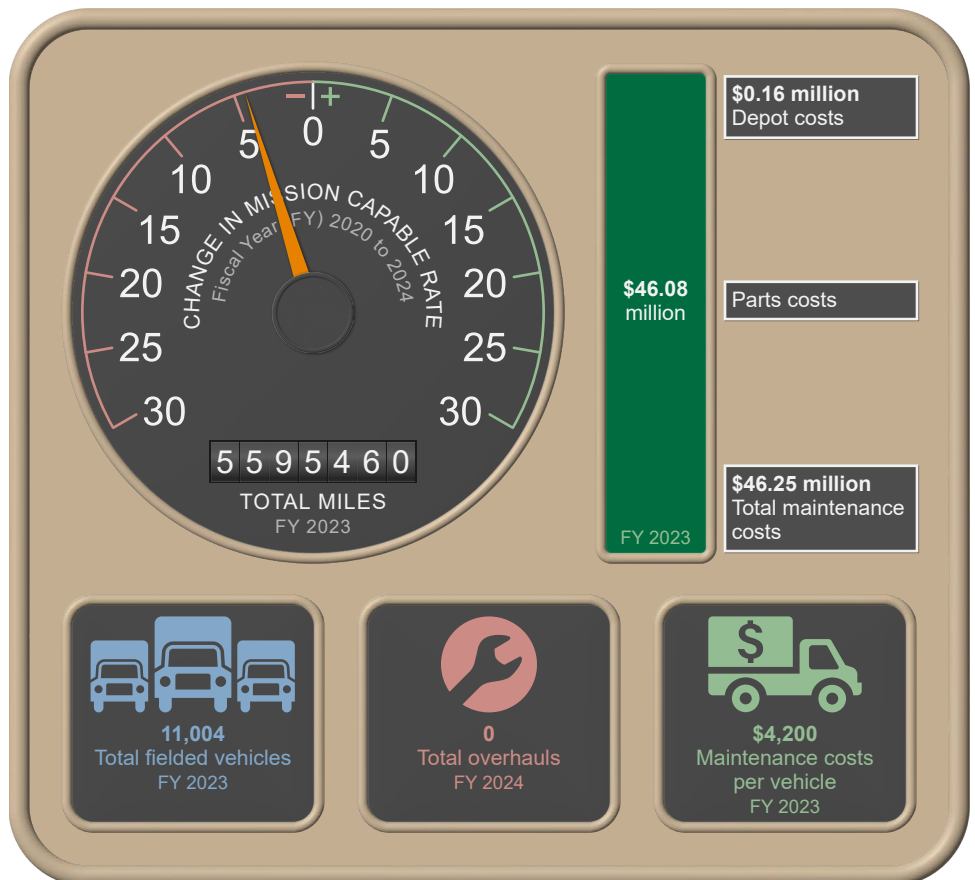 − +
0
5
5
10
10
15
15
20
20
25
25
30
30
CHANGE IN MISSION CAPABLE RATE
Fiscal Year (FY) 2020 to 2024
5595460
TOTAL MILES
FY 2023
$46.08
million
FY 2023
$0.16 million
Depot costs
Parts costs
$46.25 million
Total maintenance
costs
11,004
Total fielded vehicles
FY 2023
0
Total overhauls
FY 2024
$
$4,200
Maintenance costs
per vehicle
FY 2023